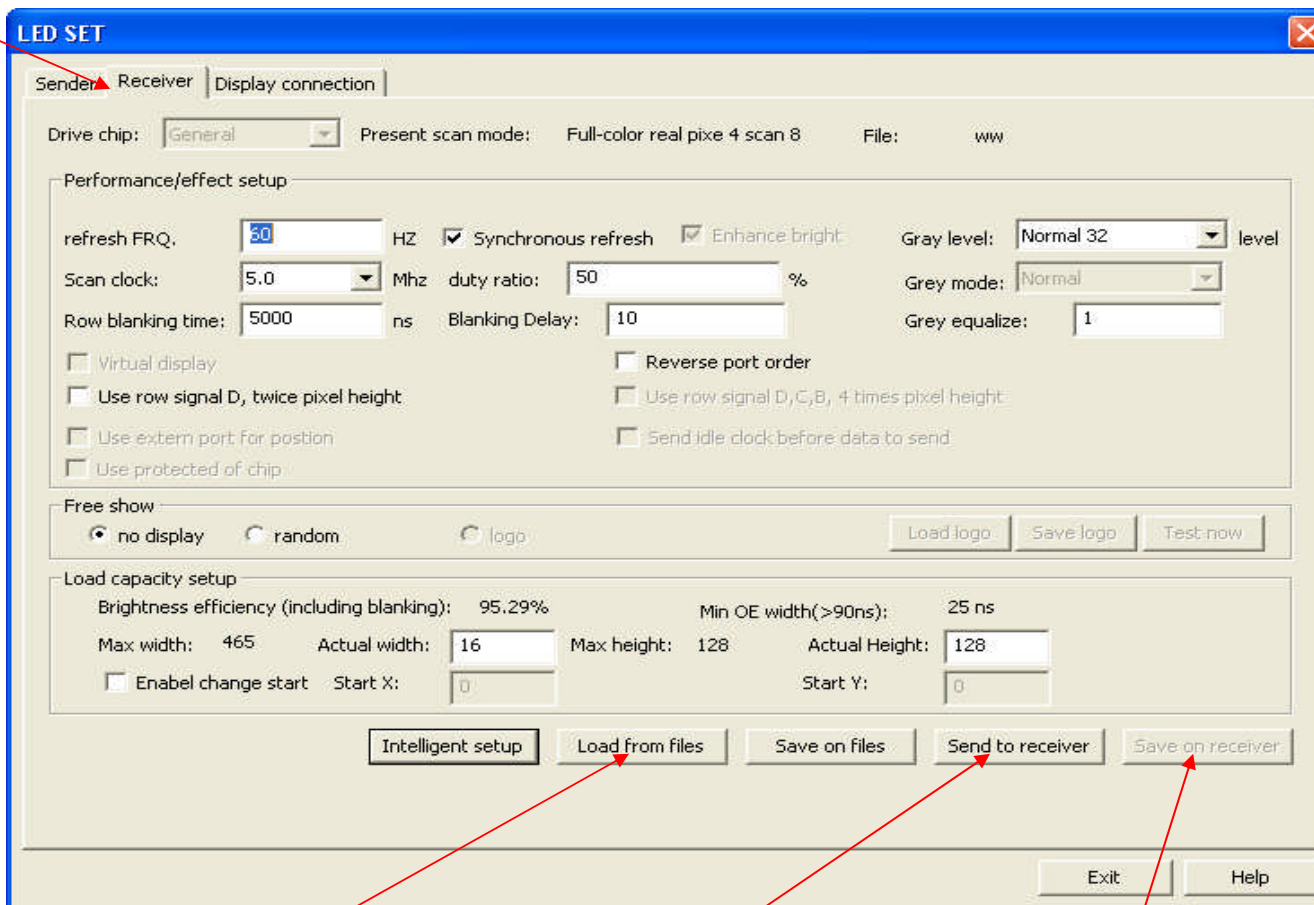 LED SET
Sender Receiver Display connection
Drive chip: General Present scan mode: Full-color real pixe 4 scan 8 File: ww
Performance/effect setup
refresh FRQ. 60 HZ Synchronous refresh Enhance bright Gray level: Normal 32 level
Scan clock: 5.0 Mhz duty ratio: 50 % Grey mode: Normal
Row blanking time: 5000 ns Blanking Delay: 10 Grey equalize: 1
Virtual display Reverse port order
Use row signal D, twice pixel height Use row signal D,C,B, 4 times pixel height
Use extern port for postion Send idle clock before data to send
Use protected of chip
Free show
no display random logo Load logo Save logo Test now
Load capacity setup
Brightness efficiency (including blanking): 95.29% Min OE width(>90ns): 25 ns
Max width: 465 Actual width: 16 Max height: 128 Actual Height: 128
Enabel change start Start X: 0 Start Y: 0
Intelligent setup Load from files Save on files Send to receiver Save on receiver
Exit Help